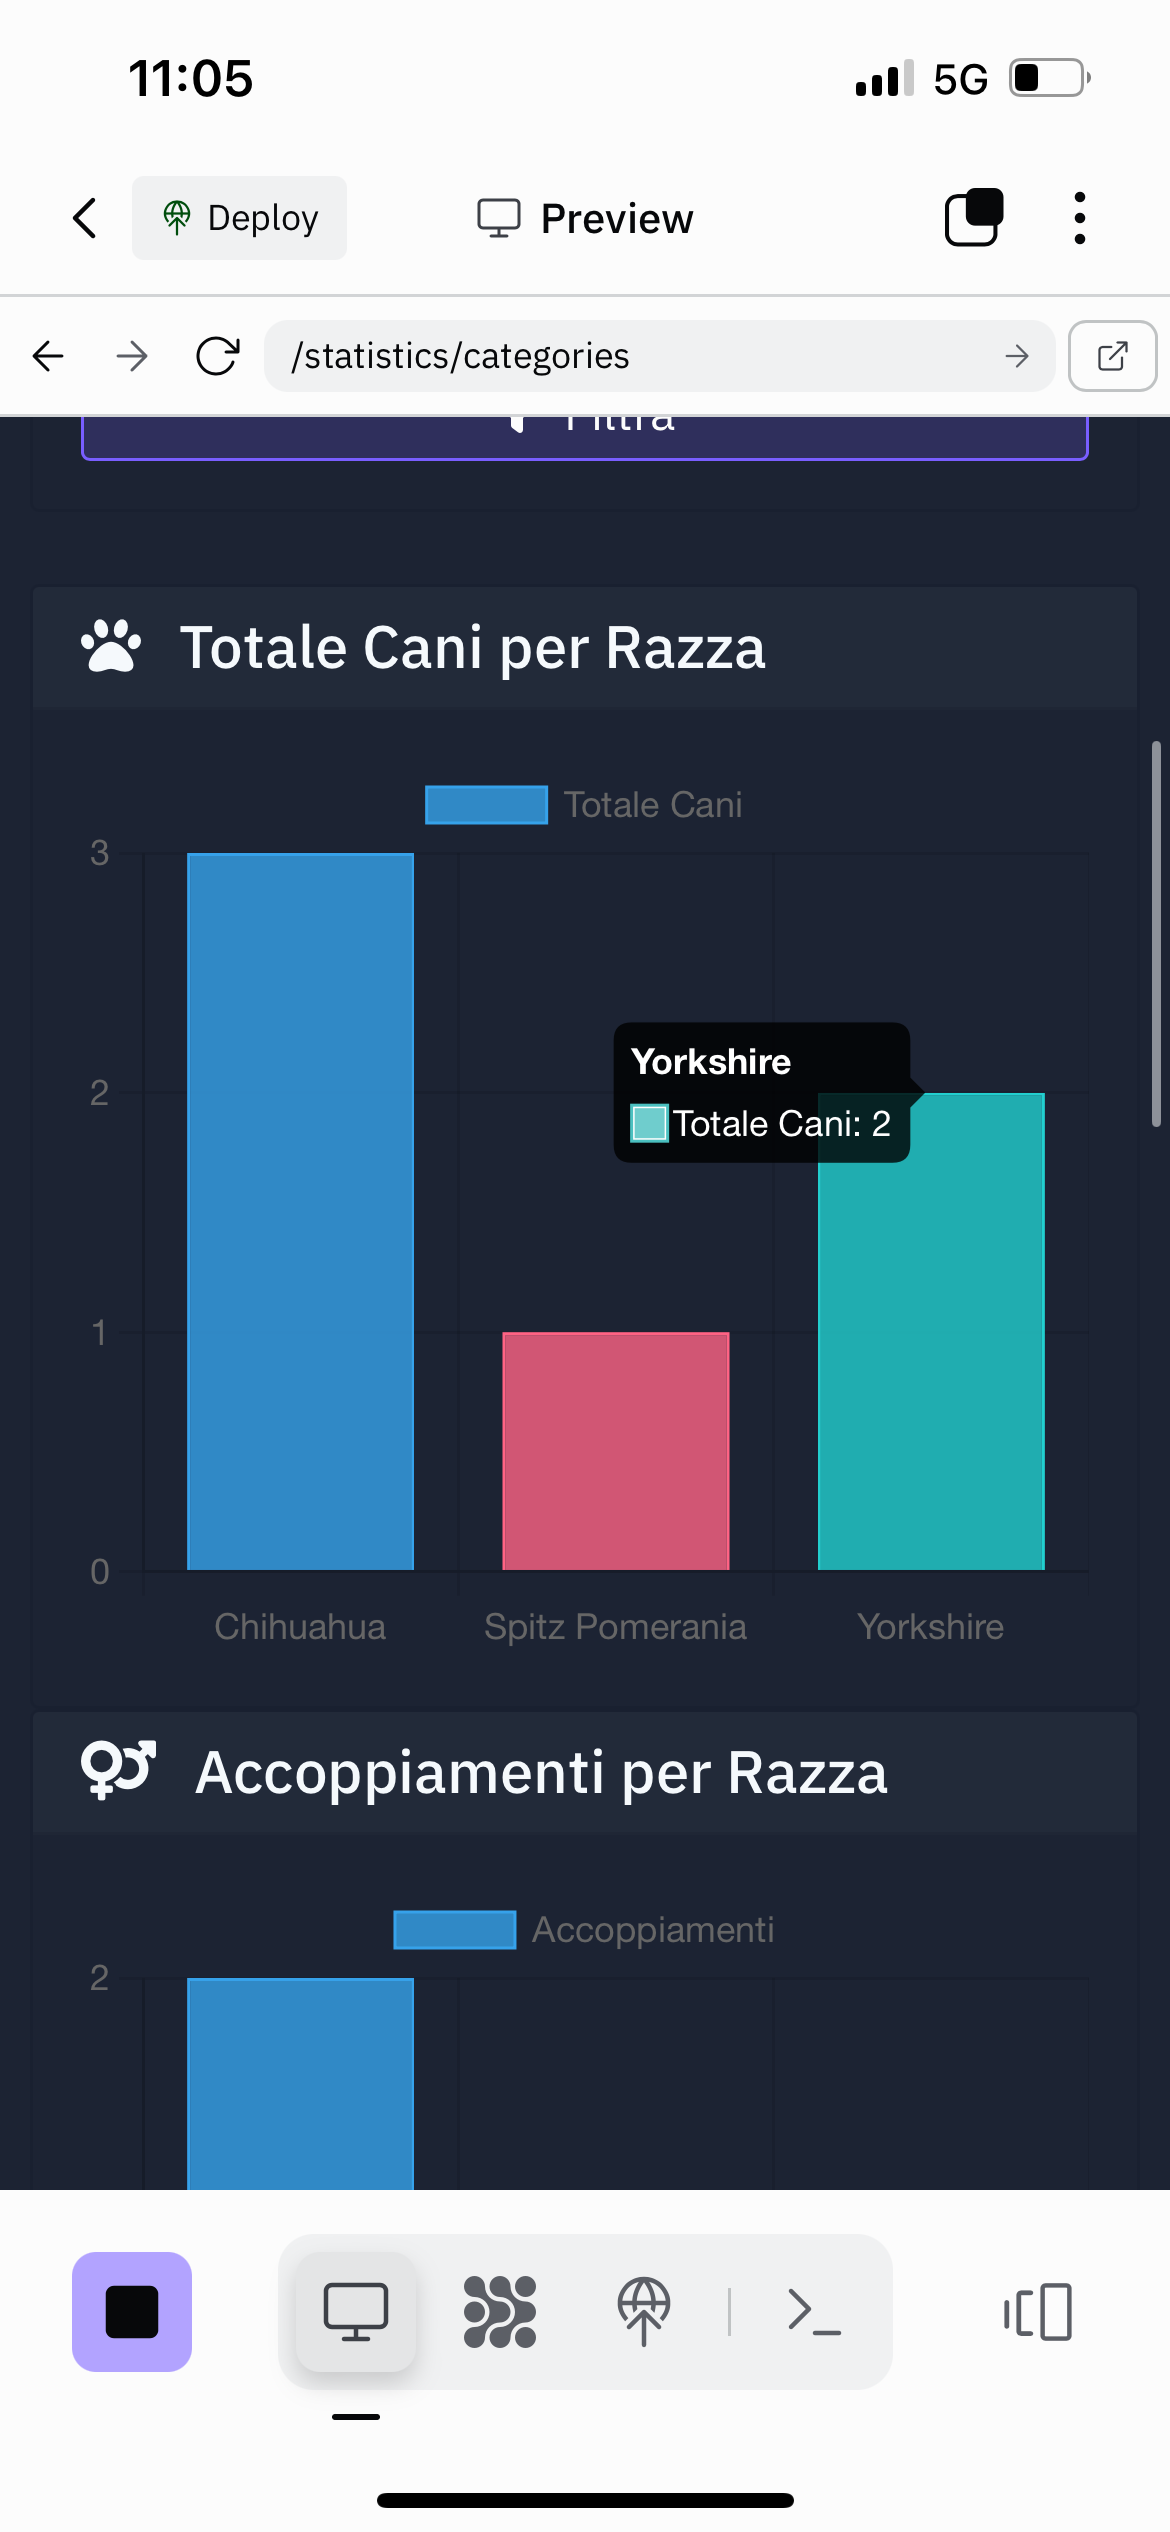 11:05
5G
Deploy
Preview
/statistics/categories
Filtra
Totale Cani per Razza
Totale Cani
3
Yorkshire
2
Totale Cani: 2
1
0
Chihuahua
Spitz Pomerania
Yorkshire
Accoppiamenti per Razza
Accoppiamenti
2